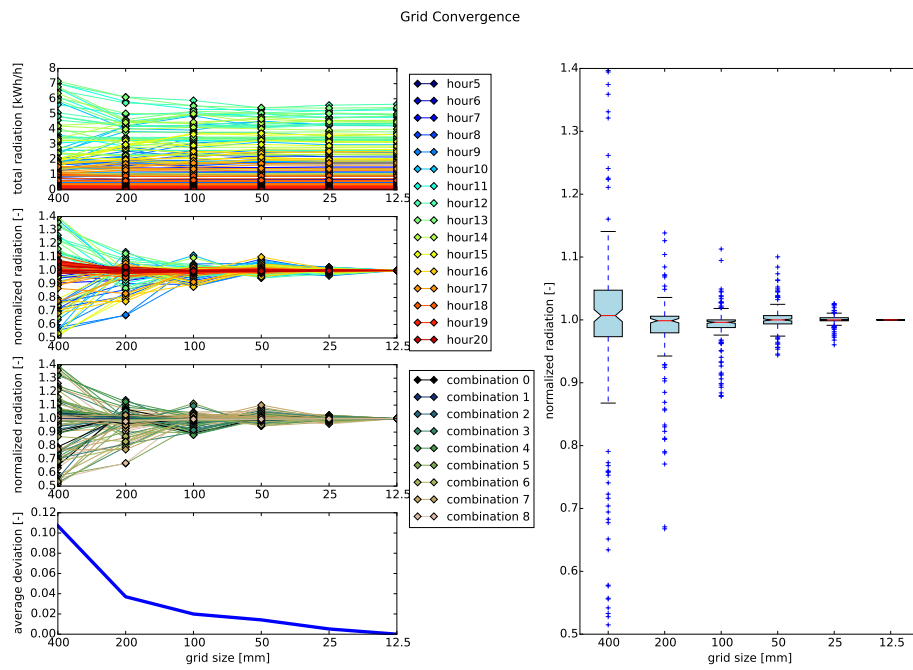 Grid Convergence
total radiation [kWh/h]
8
7
6
5
4
3
2
1
0
400 200 100 50 25 12.5
normalized radiation [-]
1.4
1.3
1.2
1.1
1.0
0.9
0.8
0.7
0.6
0.5
400 200 100 50 25 12.5
normalized radiation [-]
1.4
1.3
1.2
1.1
1.0
0.9
0.8
0.7
0.6
0.5
400 200 100 50 25 12.5
average deviation [-]
0.12
0.10
0.08
0.06
0.04
0.02
0.00
400 200 100 50 25 12.5
grid size [mm]
hour5
hour6
hour7
hour8
hour9
hour10
hour11
hour12
hour13
hour14
hour15
hour16
hour17
hour18
hour19
hour20
combination 0
combination 1
combination 2
combination 3
combination 4
combination 5
combination 6
combination 7
combination 8
normalized radiation [-]
1.4
1.3
1.2
1.1
1.0
0.9
0.8
0.7
0.6
0.5
400 200 100 50 25 12.5
grid size [mm]